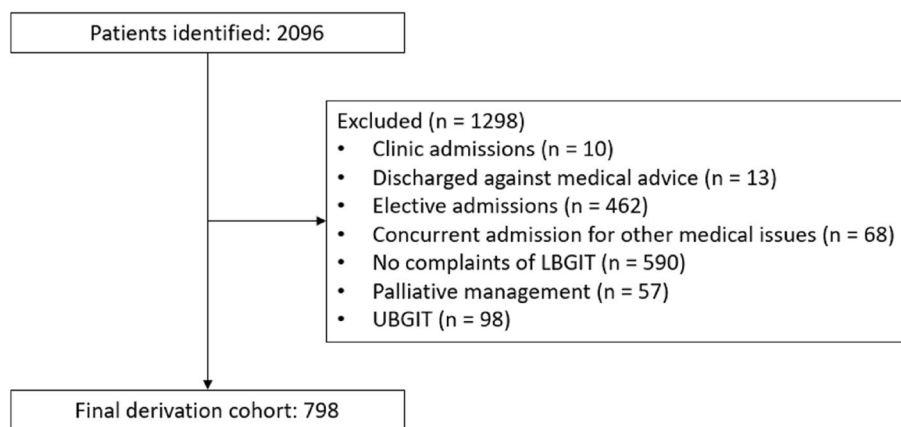 Patients identified: 2096
Excluded (n = 1298)
• Clinic admissions (n = 10)
• Discharged against medical advice (n = 13)
• Elective admissions (n = 462)
• Concurrent admission for other medical issues (n = 68)
• No complaints of LBGIT (n = 590)
• Palliative management (n = 57)
• UBGIT (n = 98)
Final derivation cohort: 798